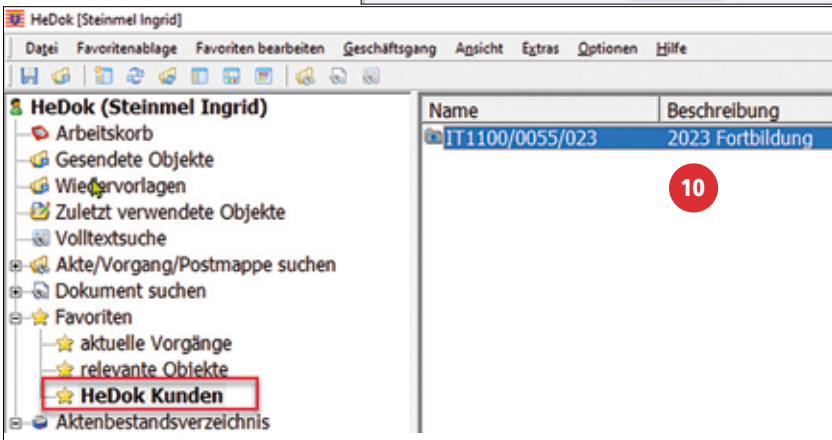 HeDok [Steinmel Ingrid]
Datei Favoritenablage Favoriten bearbeiten Geschäftsgang Ansicht Extras Optionen Hilfe
HeDok (Steinmel Ingrid)
Arbeitskorb
Gesendete Objekte
Wiedervorlagen
Zuletzt verwendete Objekte
Volltextsuche
Akte/Vorgang/Postmappe suchen
Dokument suchen
Favoriten
aktuelle Vorgänge
relevante Objekte
HeDok Kunden
Aktenbestandsverzeichnis
Name Beschreibung
IT1100/0055/023 2023 Fortbildung
10